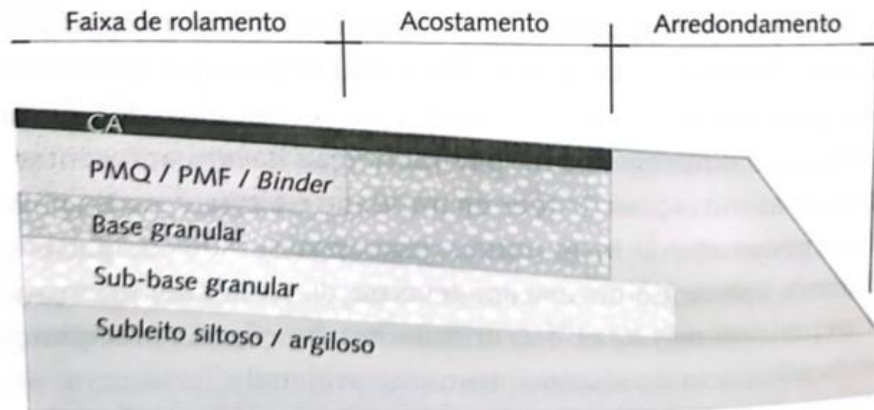 Faixa de rolamento Acostamento Arredondamento
CA
PMQ / PMF / Binder
Base granular
Sub-base granular
Subleito siltoso / argiloso